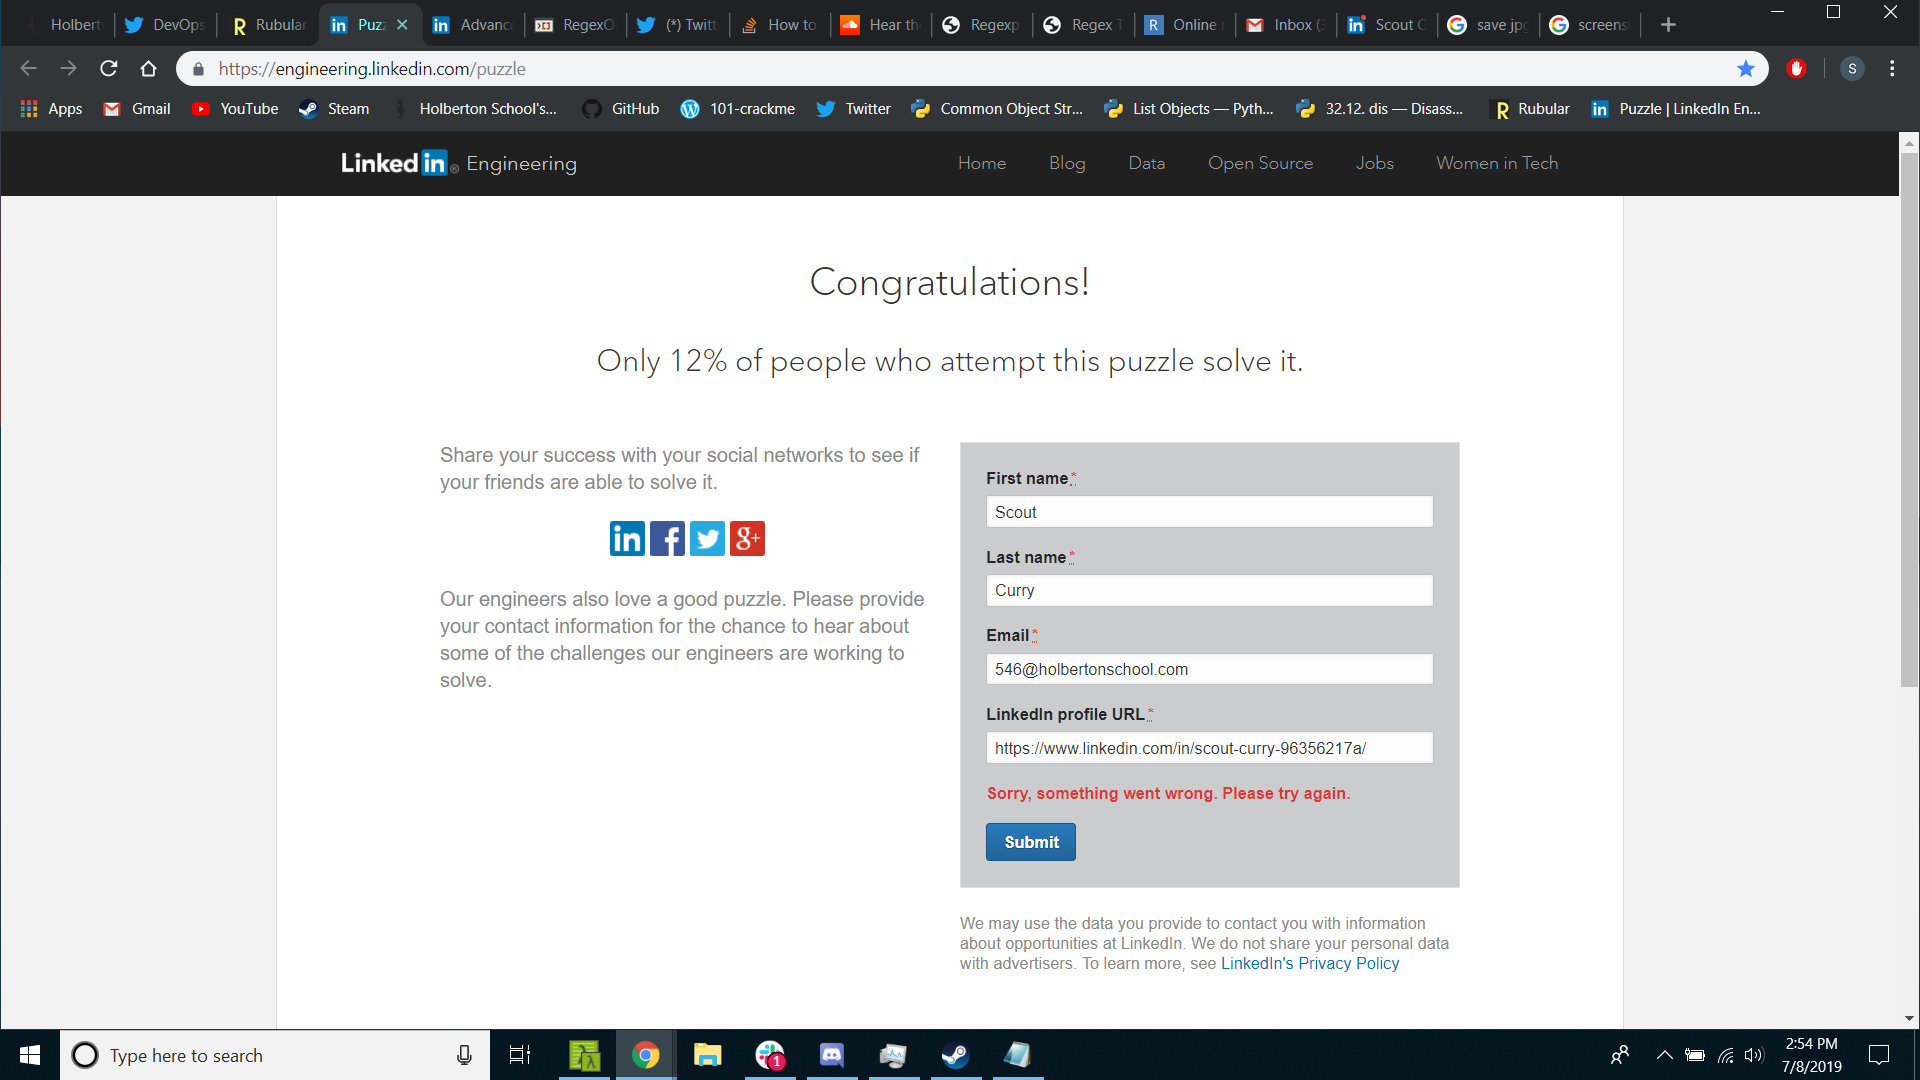 Holbert
DevOps
Rubular
Puzz
Advanc
RegexO
(*) Twitt
How to
Hear th
Regexp
Regex T
Online
Inbox (3
Scout C
save jpg
screens
https://engineering.linkedin.com/puzzle
S
Apps
Gmail
YouTube
Steam
Holberton School's...
GitHub
101-crackme
Twitter
Common Object Str...
List Objects — Pyth...
32.12. dis — Disass...
Rubular
Puzzle | LinkedIn En...
Linked in ® Engineering
Home
Blog
Data
Open Source
Jobs
Women in Tech
Congratulations!
Only 12% of people who attempt this puzzle solve it.
Share your success with your social networks to see if
your friends are able to solve it.
Our engineers also love a good puzzle. Please provide
your contact information for the chance to hear about
some of the challenges our engineers are working to
solve.
First name*
Scout
Last name*
Curry
Email*
546@holbertonschool.com
LinkedIn profile URL*
https://www.linkedin.com/in/scout-curry-96356217a/
Sorry, something went wrong. Please try again.
Submit
We may use the data you provide to contact you with information
about opportunities at LinkedIn. We do not share your personal data
with advertisers. To learn more, see LinkedIn's Privacy Policy
Type here to search
1
2:54 PM
7/8/2019